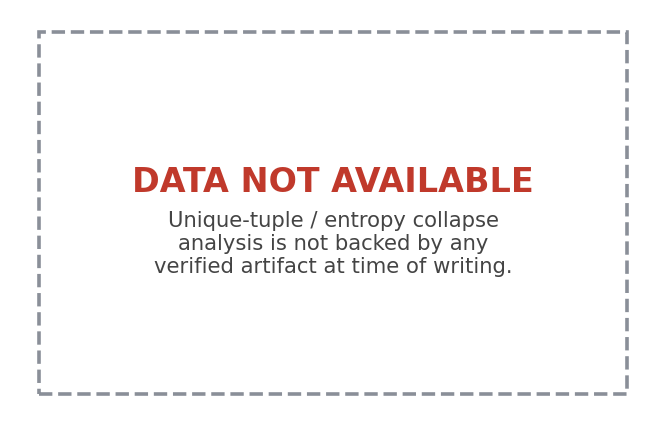 DATA NOT AVAILABLE
Unique-tuple / entropy collapse
analysis is not backed by any
verified artifact at time of writing.